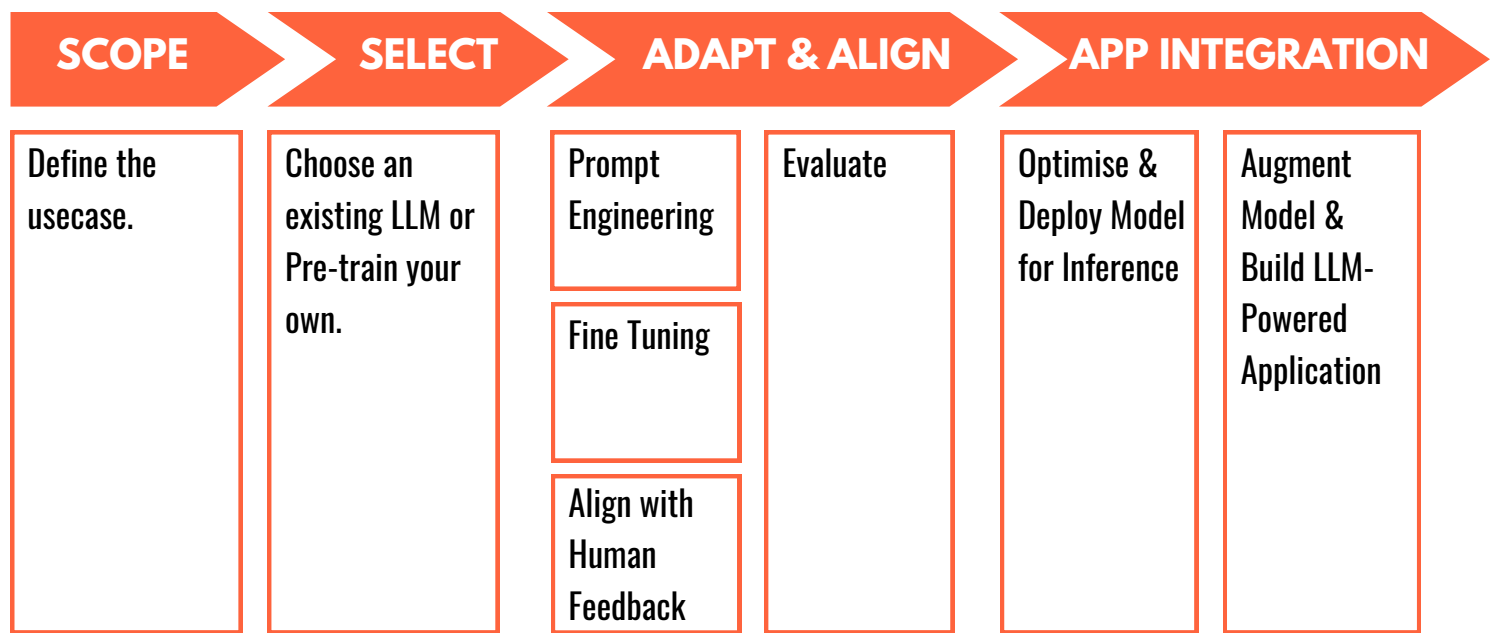 SCOPE
SELECT
ADAPT & ALIGN
APP INTEGRATION
Define the
usecase.
Choose an
existing LLM or
Pre-train your
own.
Prompt
Engineering
Fine Tuning
Align with
Human
Feedback
Evaluate
Optimise &
Deploy Model
for Inference
Augment
Model &
Build LLM-
Powered
Application